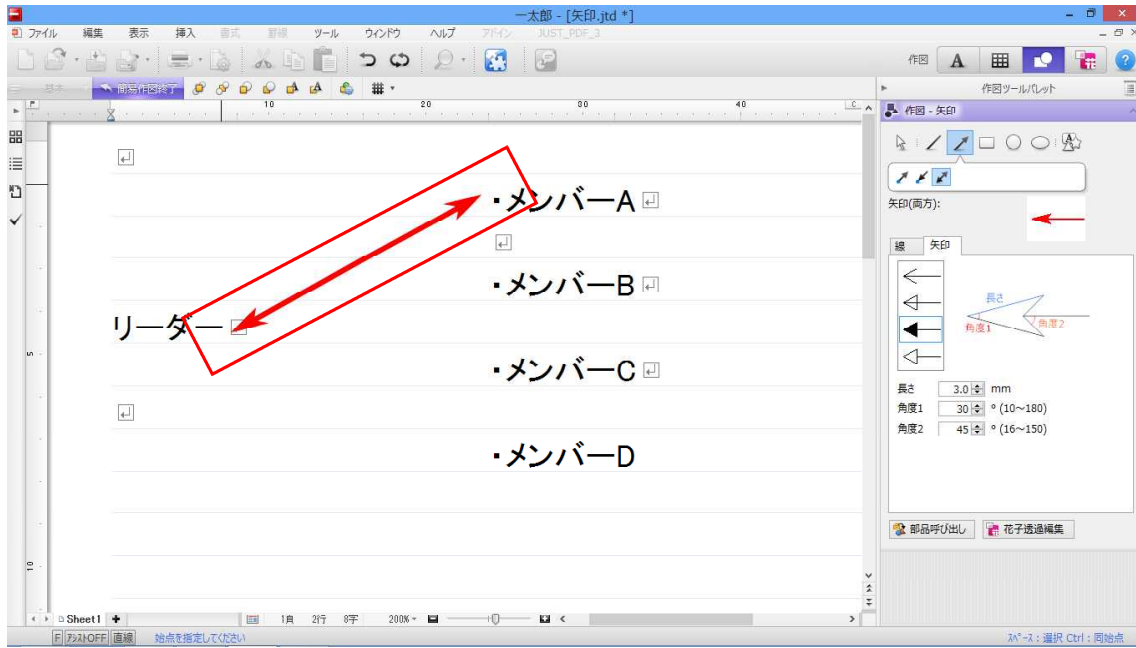 一太郎 - [矢印.jtd *]
ファイル 編集 表示 挿入 書式 罫線 ツール ウィンドウ ヘルプ アドイン JUST_PDF_3
作図 A ?
基本 簡易作図終了
作図ツールパレット
10 20 30 40
作図 - 矢印
矢印(両方):
線 矢印
長さ
角度1 角度2
長さ 3.0 mm
角度1 30 ° (10～180)
角度2 45 ° (16～150)
部品呼び出し 花子透過編集
・メンバーA
・メンバーB
リーダー
・メンバーC
・メンバーD
5
10
Sheet1 1頁 2行 8字 200%
F アシストOFF 直線 始点を指定してください スペース:選択 Ctrl:同始点